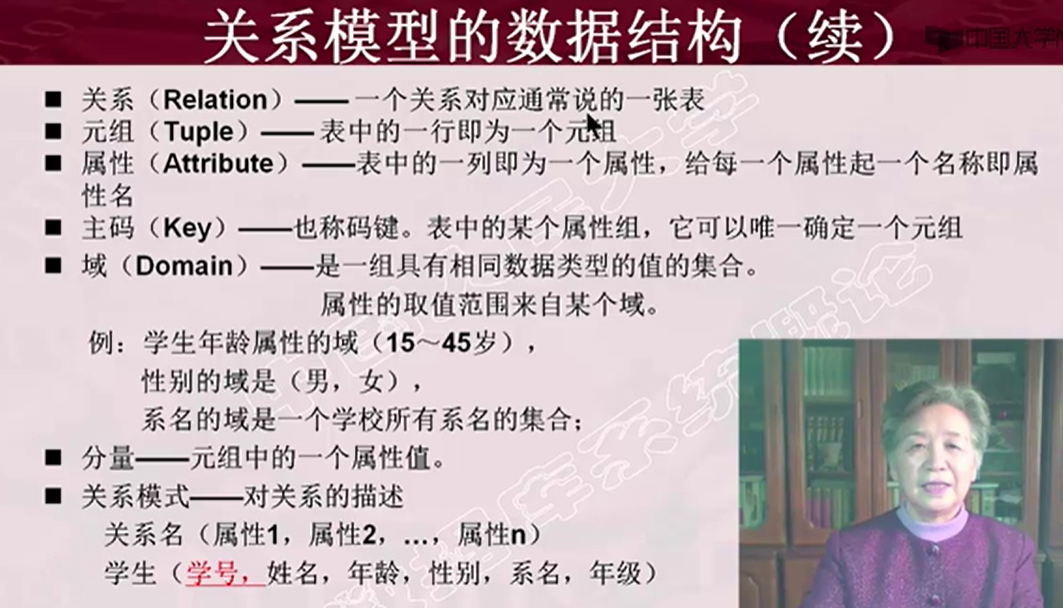 关系模型的数据结构（续）
中国大学
■ 关系（Relation）—— 一个关系对应通常说的一张表
■ 元组（Tuple）—— 表中的一行即为一个元组
■ 属性（Attribute）——表中的一列即为一个属性，给每一个属性起一个名称即属
性名
■ 主码（Key）——也称码键。表中的某个属性组，它可以唯一确定一个元组
■ 域（Domain）——是一组具有相同数据类型的值的集合。
属性的取值范围来自某个域。
例：学生年龄属性的域（15～45岁），
性别的域是（男，女），
系名的域是一个学校所有系名的集合；
■ 分量——元组中的一个属性值。
■ 关系模式——对关系的描述
关系名（属性1，属性2，…，属性n）
学生（学号，姓名，年龄，性别，系名，年级）